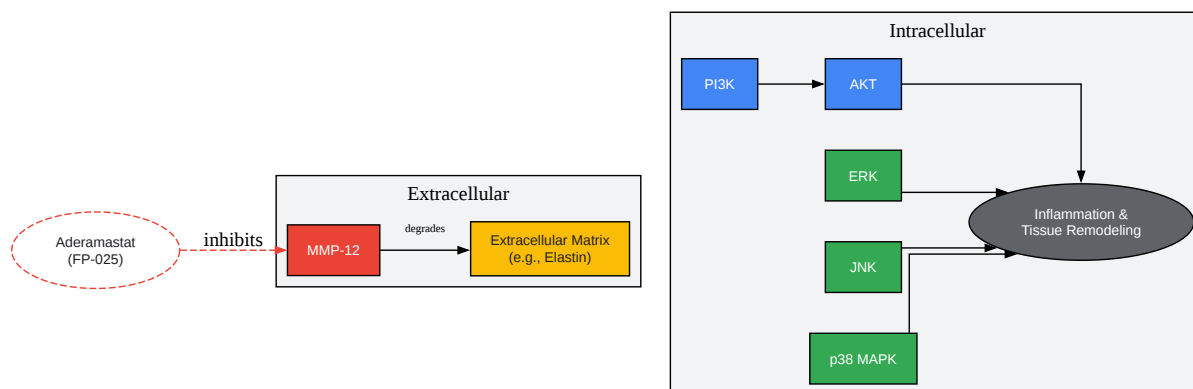 Aderamastat
(FP-025)
inhibits
Extracellular
MMP-12
degrades
Extracellular Matrix
(e.g., Elastin)
Intracellular
PI3K
AKT
ERK
JNK
p38 MAPK
Inflammation &
Tissue Remodeling